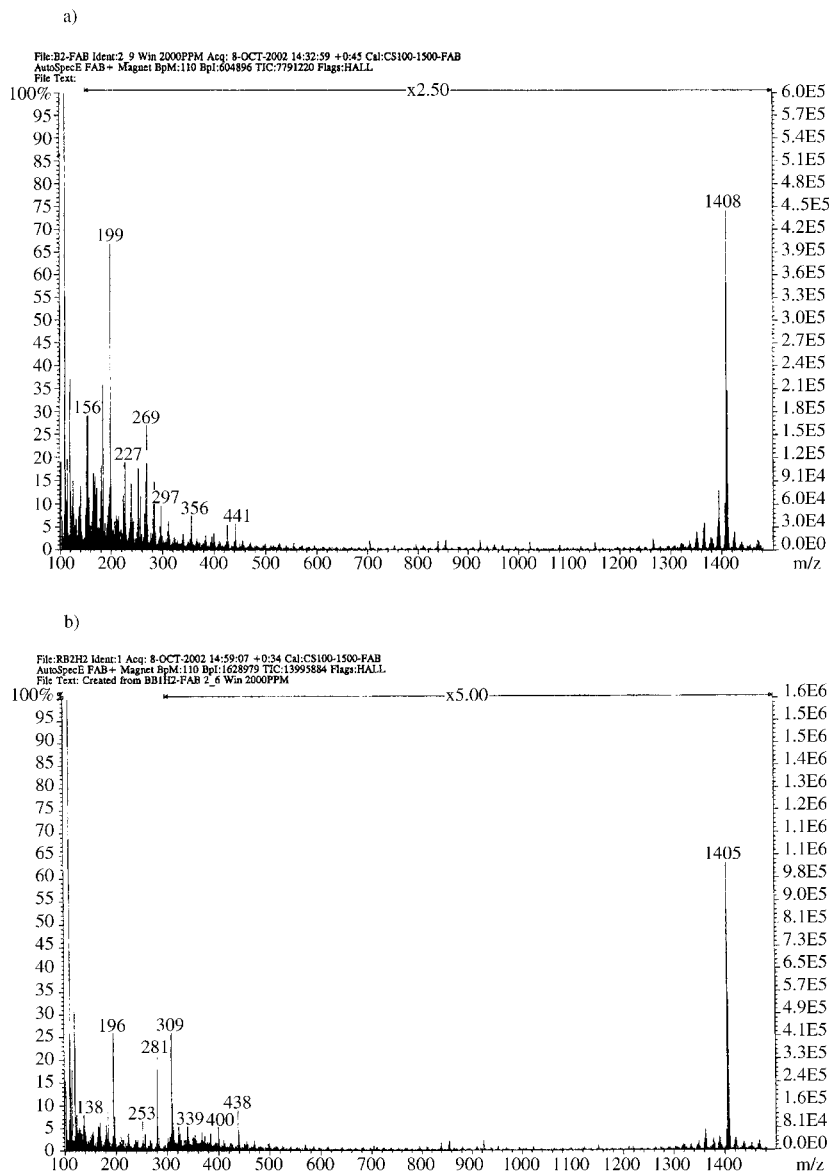 a)
File:B2-FAB Ident:2_9 Win 2000PPM Acq: 8-OCT-2002 14:32:59 +0:45 Cal:CS100-1500-FAB
AutoSpecE FAB+ Magnet BpM:110 BpI:604896 TIC:7791220 Flags:HALL
File Text:
x2.50
100% 6.0E5
95 5.7E5
90 5.4E5
85 5.1E5
80 4.8E5
75 4.5E5
70 4.2E5
65 3.9E5
60 3.6E5
55 3.3E5
50 3.0E5
45 2.7E5
40 2.4E5
35 2.1E5
30 1.8E5
25 1.5E5
20 1.2E5
15 9.1E4
10 6.0E4
5 3.0E4
0 0.0E0
156 199 227 269 297 356 441 1408
100 200 300 400 500 600 700 800 900 1000 1100 1200 1300 1400 m/z
b)
File:RB2H2 Ident:1 Acq: 8-OCT-2002 14:59:07 +0:34 Cal:CS100-1500-FAB
AutoSpecE FAB+ Magnet BpM:110 BpI:1628979 TIC:13995884 Flags:HALL
File Text: Created from BB1H2-FAB 2_6 Win 2000PPM
x5.00
100% 1.6E6
95 1.5E6
90 1.5E6
85 1.4E6
80 1.3E6
75 1.2E6
70 1.1E6
65 1.1E6
60 9.8E5
55 9.0E5
50 8.1E5
45 7.3E5
40 6.5E5
35 5.7E5
30 4.9E5
25 4.1E5
20 3.3E5
15 2.4E5
10 1.6E5
5 8.1E4
0 0.0E0
138 196 253 281 309 339 400 438 1405
100 200 300 400 500 600 700 800 900 1000 1100 1200 1300 1400 m/z